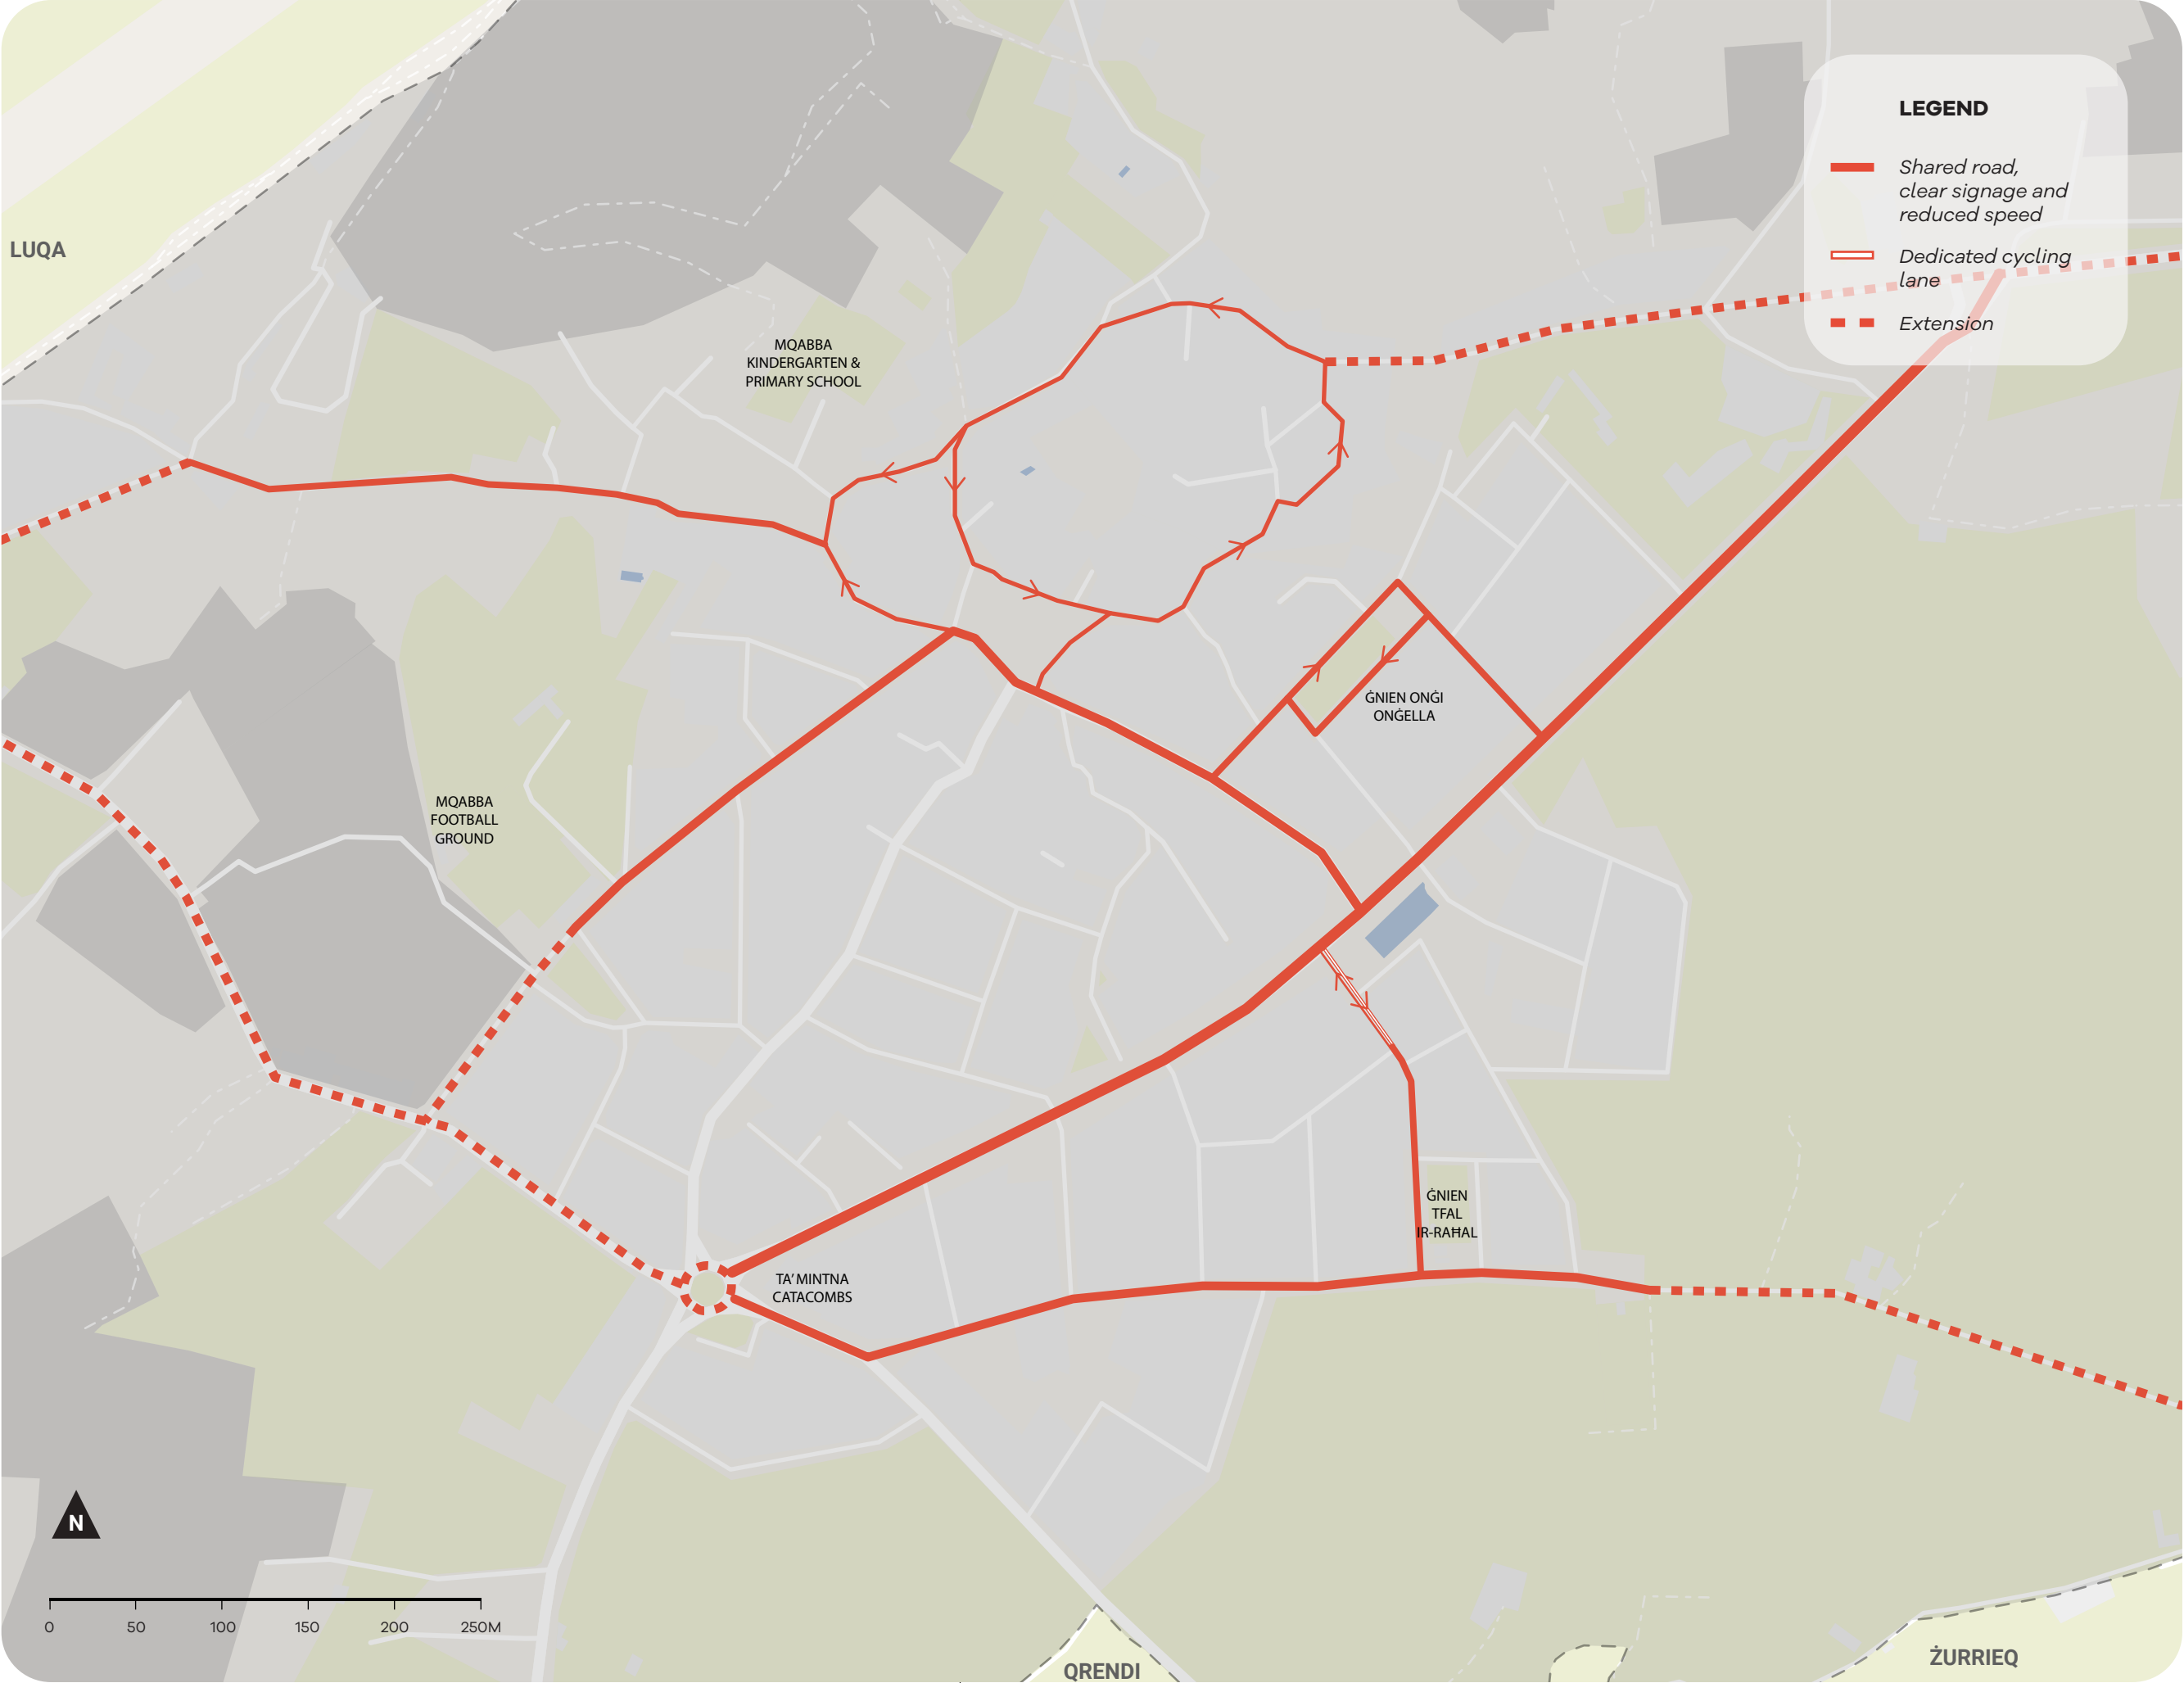 LEGEND
Shared road,
clear signage and
reduced speed
Dedicated cycling
lane
Extension
LUQA
MQABBA
KINDERGARTEN &
PRIMARY SCHOOL
ĠNIEN ONĠI
ONĠELLA
MQABBA
FOOTBALL
GROUND
ĠNIEN
TFAL
IR-RAĦAL
TA' MINTNA
CATACOMBS
N
0 50 100 150 200 250M
QRENDI
ŻURRIEQ